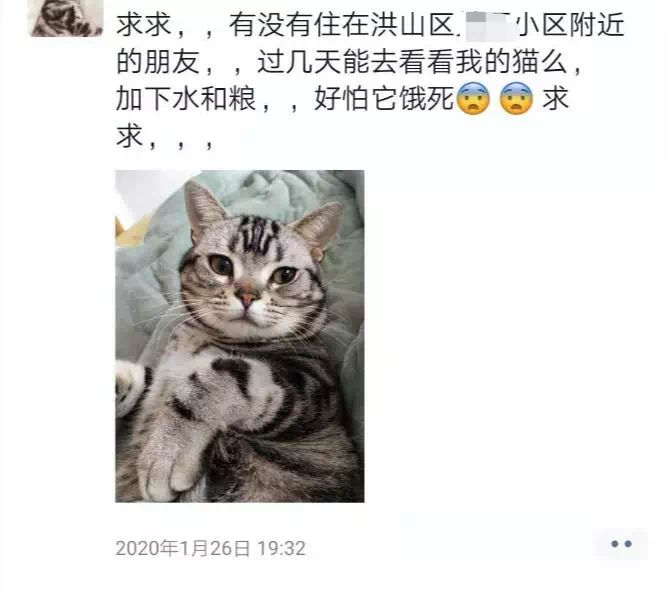 求求，，有没有住在洪山区小区附近
的朋友，，过几天能去看看我的猫么，
加下水和粮，，好怕它饿死😨😨求
求，，，
2020年1月26日 19:32